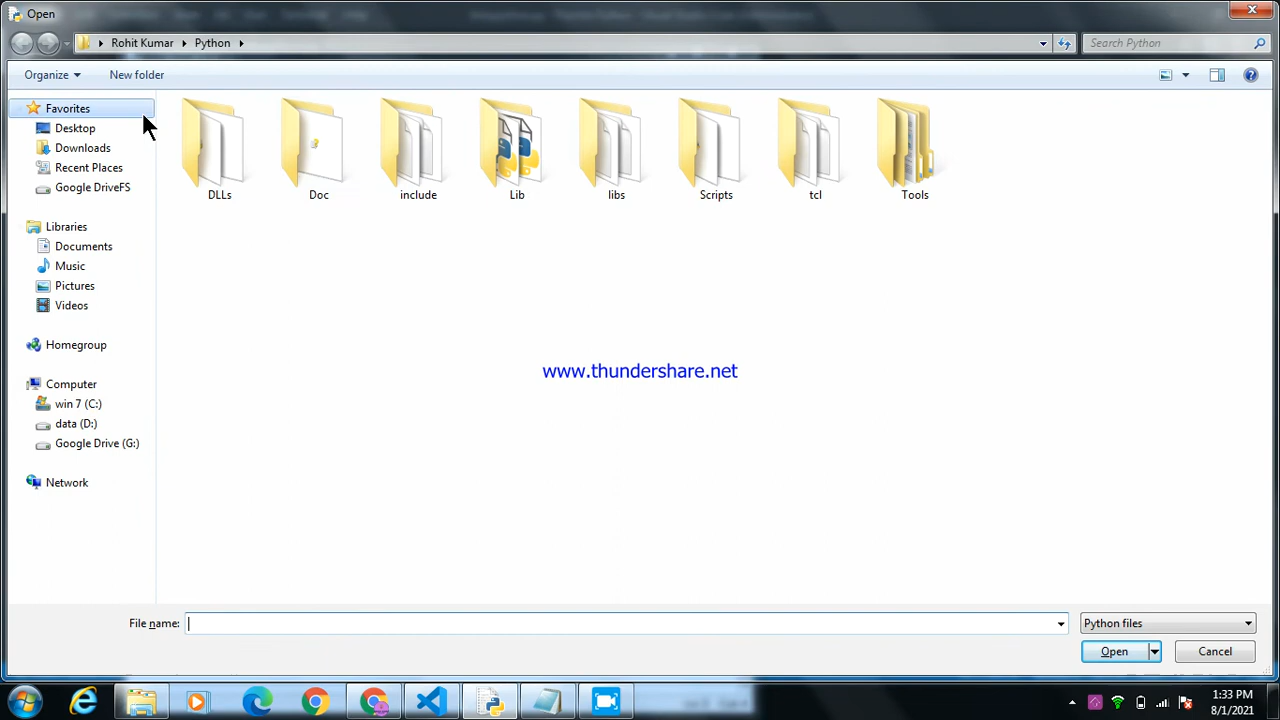 Open
Rohit Kumar
Python
Search Python
Organize
New folder
Favorites
Desktop
Downloads
Recent Places
Google DriveFS
Libraries
Documents
Music
Pictures
Videos
Homegroup
Computer
win 7 (C:)
data (D:)
Google Drive (G:)
Network
DLLs
Doc
include
Lib
libs
Scripts
tcl
Tools
www.thundershare.net
File name:
Python files
Open
Cancel
1:33 PM
8/1/2021